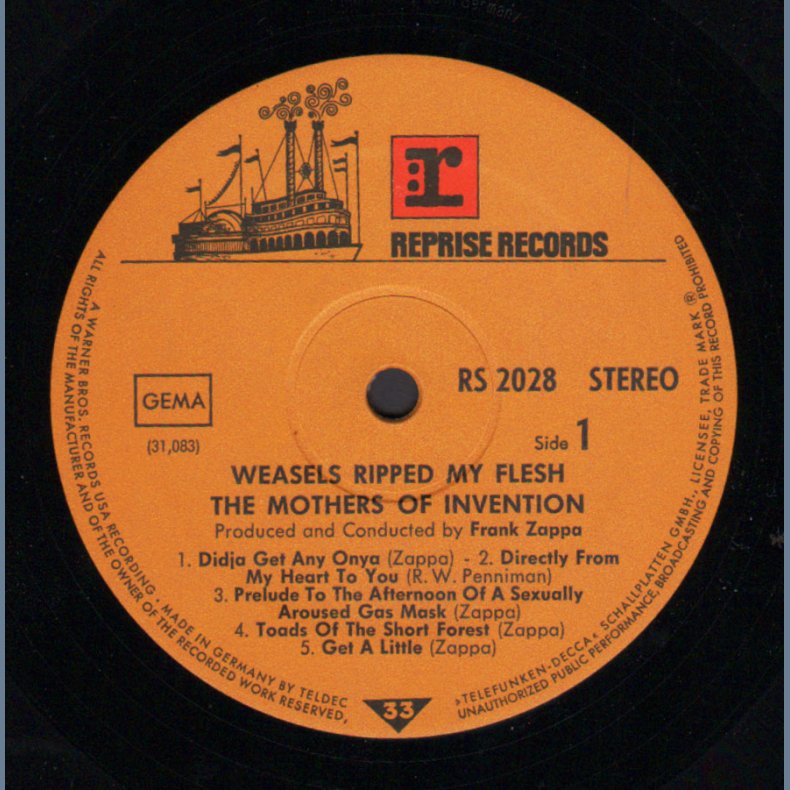 Germany
r
REPRISE RECORDS
RS 2028 STEREO
GEMA
(31,083)
Side 1
WEASELS RIPPED MY FLESH
THE MOTHERS OF INVENTION
Produced and Conducted by Frank Zappa
1. Didja Get Any Onya (Zappa) - 2. Directly From
My Heart To You (R. W. Penniman)
3. Prelude To The Afternoon Of A Sexually
Aroused Gas Mask (Zappa)
4. Toads Of The Short Forest (Zappa)
5. Get A Little (Zappa)
33
A WARNER BROS. RECORDS USA RECORDING • MADE IN GERMANY BY TELDEC
»TELEFUNKEN-DECCA« SCHALLPLATTEN GMBH., LICENSEE, TRADE MARK ®
ALL RIGHTS OF THE MANUFACTURER AND OF THE OWNER OF THE RECORDED WORK RESERVED,
UNAUTHORIZED PUBLIC PERFORMANCE, BROADCASTING AND COPYING OF THIS RECORD PROHIBITED